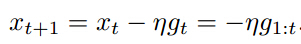 x_{t+1} = x_t − ηg_t = −ηg_{1:t}.